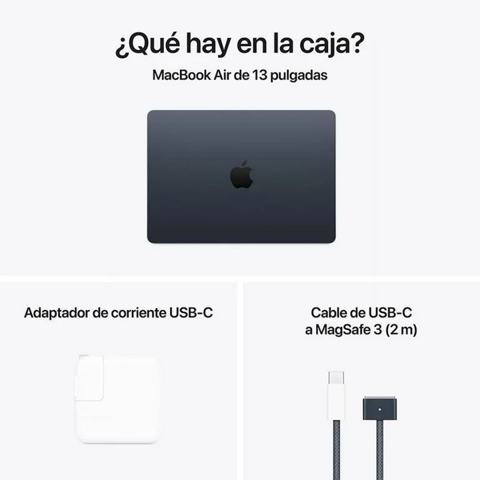 ¿Qué hay en la caja?
MacBook Air de 13 pulgadas
Adaptador de corriente USB-C
Cable de USB-C
a MagSafe 3 (2 m)